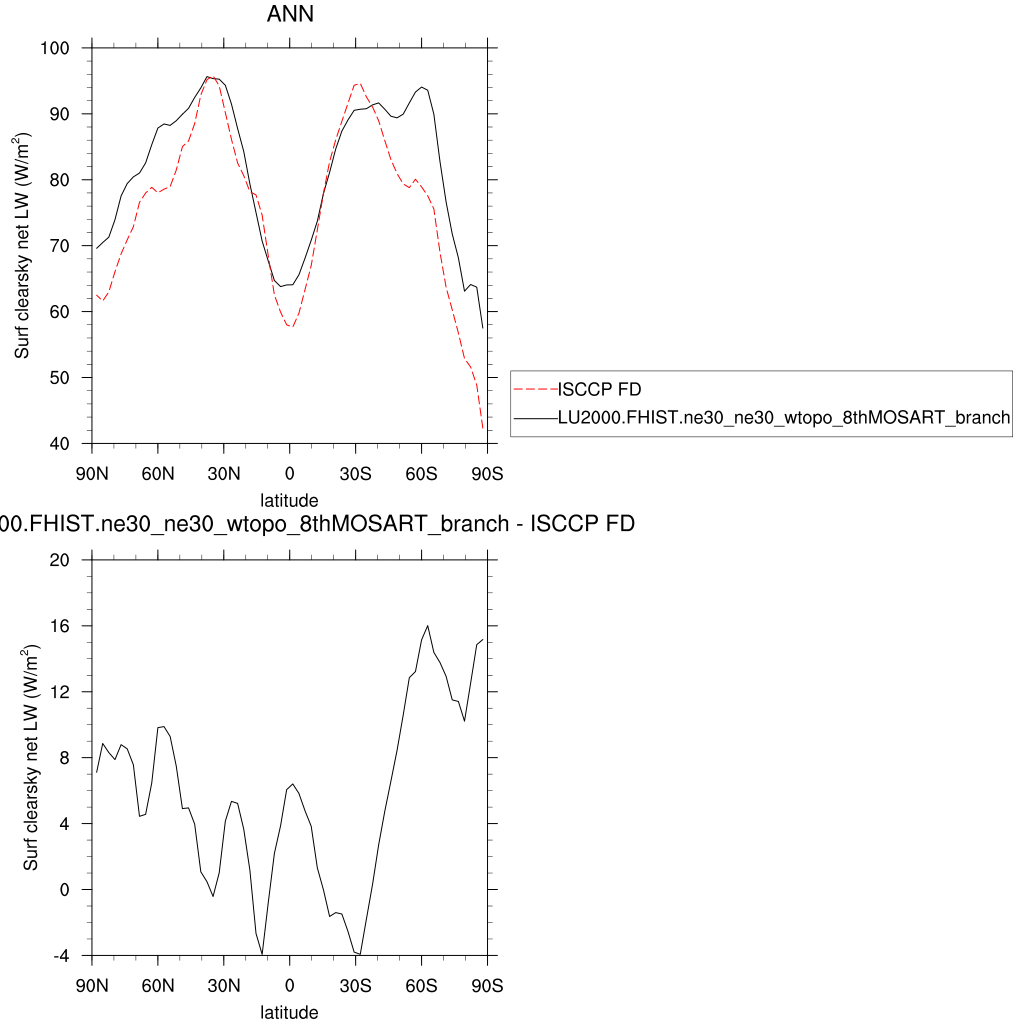 ANN
100
90
80
70
60
50
40
Surf clearsky net LW (W/m²)
90N 60N 30N 0 30S 60S 90S
latitude
ISCCP FD
LU2000.FHIST.ne30_ne30_wtopo_8thMOSART_branch
00.FHIST.ne30_ne30_wtopo_8thMOSART_branch - ISCCP FD
20
16
12
8
4
0
-4
Surf clearsky net LW (W/m²)
90N 60N 30N 0 30S 60S 90S
latitude